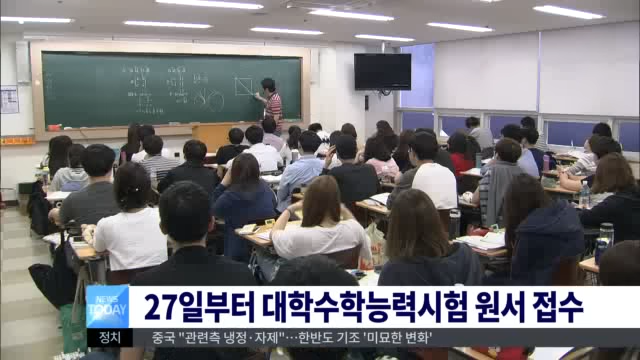 27일부터 대학수학능력시험 원서 접수
NEWS
TODAY
정치
중국 "관련측 냉정·자제"…한반도 기조 '미묘한 변화'